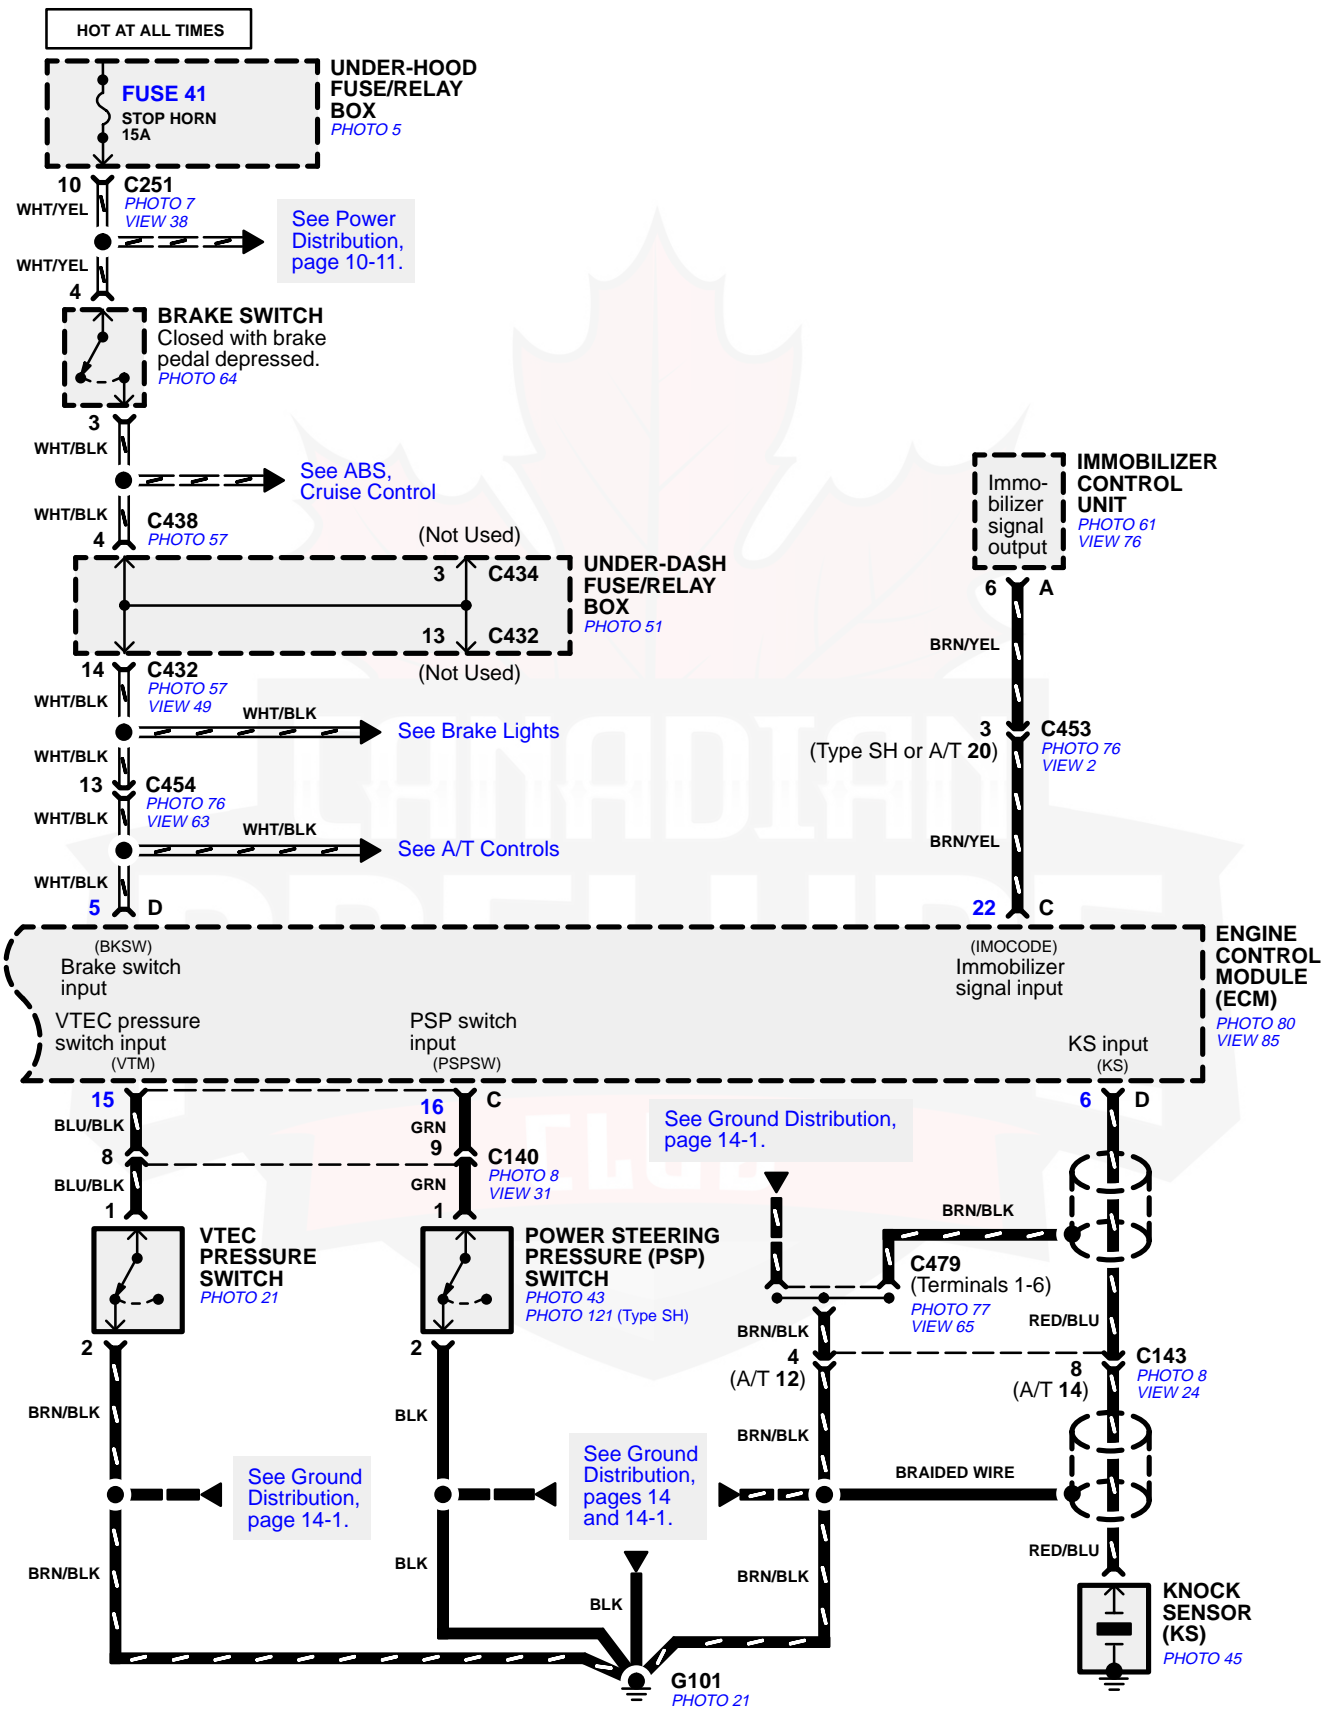 HOT AT ALL TIMES
FUSE 41
STOP HORN
15A
UNDER-HOOD
FUSE/RELAY
BOX
PHOTO 5
10
C251
PHOTO 7
VIEW 38
WHT/YEL
See Power
Distribution,
page 10-11.
WHT/YEL
4
BRAKE SWITCH
Closed with brake
pedal depressed.
PHOTO 64
3
WHT/BLK
See ABS,
Cruise Control
WHT/BLK
4
C438
PHOTO 57
(Not Used)
3
C434
13
C432
(Not Used)
UNDER-DASH
FUSE/RELAY
BOX
PHOTO 51
14
C432
PHOTO 57
VIEW 49
WHT/BLK
WHT/BLK
See Brake Lights
WHT/BLK
13
C454
PHOTO 76
VIEW 63
WHT/BLK
WHT/BLK
See A/T Controls
WHT/BLK
5
D
Immo-
bilizer
signal
output
IMMOBILIZER
CONTROL
UNIT
PHOTO 61
VIEW 76
6
A
BRN/YEL
3
(Type SH or A/T 20)
C453
PHOTO 76
VIEW 2
BRN/YEL
22
C
CANADIAN
PRELUDE
CLUB
(BKSW)
Brake switch
input
(IMOCODE)
Immobilizer
signal input
ENGINE
CONTROL
MODULE
(ECM)
PHOTO 80
VIEW 85
VTEC pressure
switch input
(VTM)
PSP switch
input
(PSPSW)
KS input
(KS)
15
16
C
6
D
BLU/BLK
GRN
8
9
C140
PHOTO 8
VIEW 31
BLU/BLK
GRN
1
1
VTEC
PRESSURE
SWITCH
PHOTO 21
POWER STEERING
PRESSURE (PSP)
SWITCH
PHOTO 43
PHOTO 121 (Type SH)
2
2
See Ground Distribution,
page 14-1.
BRN/BLK
C479
(Terminals 1-6)
PHOTO 77
VIEW 65
BRN/BLK
RED/BLU
4
(A/T 12)
8
(A/T 14)
C143
PHOTO 8
VIEW 24
BRN/BLK
BLK
BRN/BLK
See Ground
Distribution,
page 14-1.
See Ground
Distribution,
pages 14
and 14-1.
BRAIDED WIRE
BRN/BLK
BLK
BLK
BRN/BLK
RED/BLU
KNOCK
SENSOR
(KS)
PHOTO 45
G101
PHOTO 21